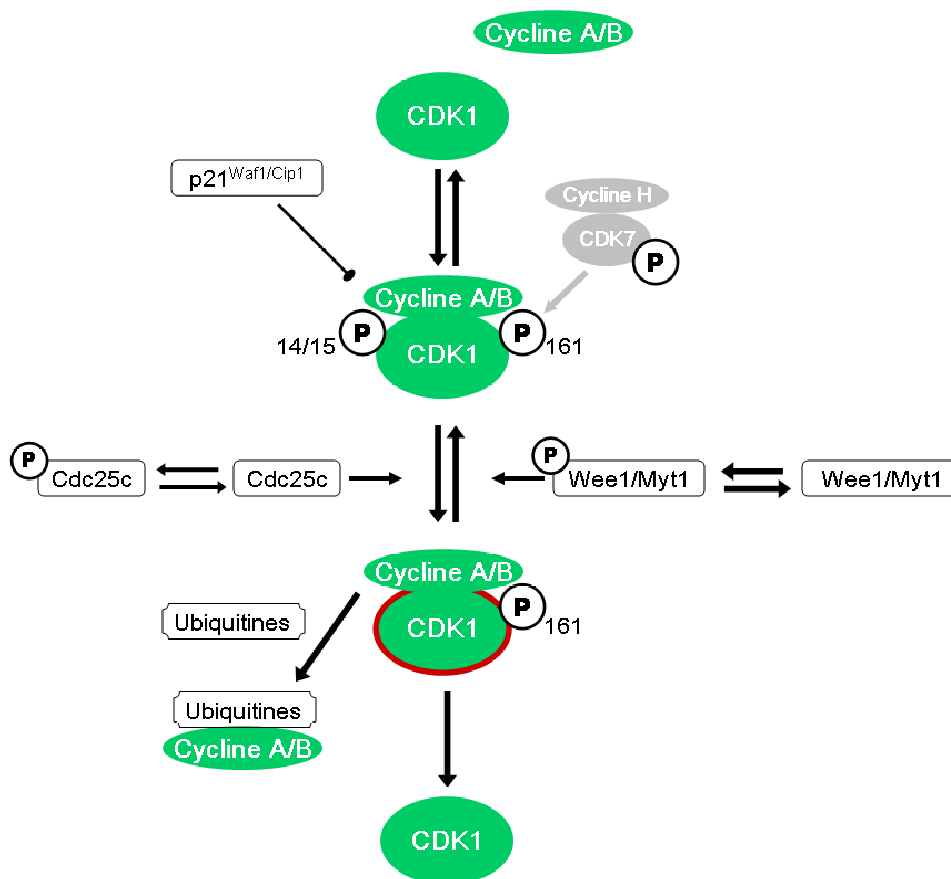 Cycline A/B
CDK1
p21Waf1/Cip1
Cycline H
CDK7
P
Cycline A/B
P
P
14/15
CDK1
161
P
P
Cdc25c
Cdc25c
Wee1/Myt1
Wee1/Myt1
Cycline A/B
P
Ubiquitines
CDK1
161
Ubiquitines
Cycline A/B
CDK1